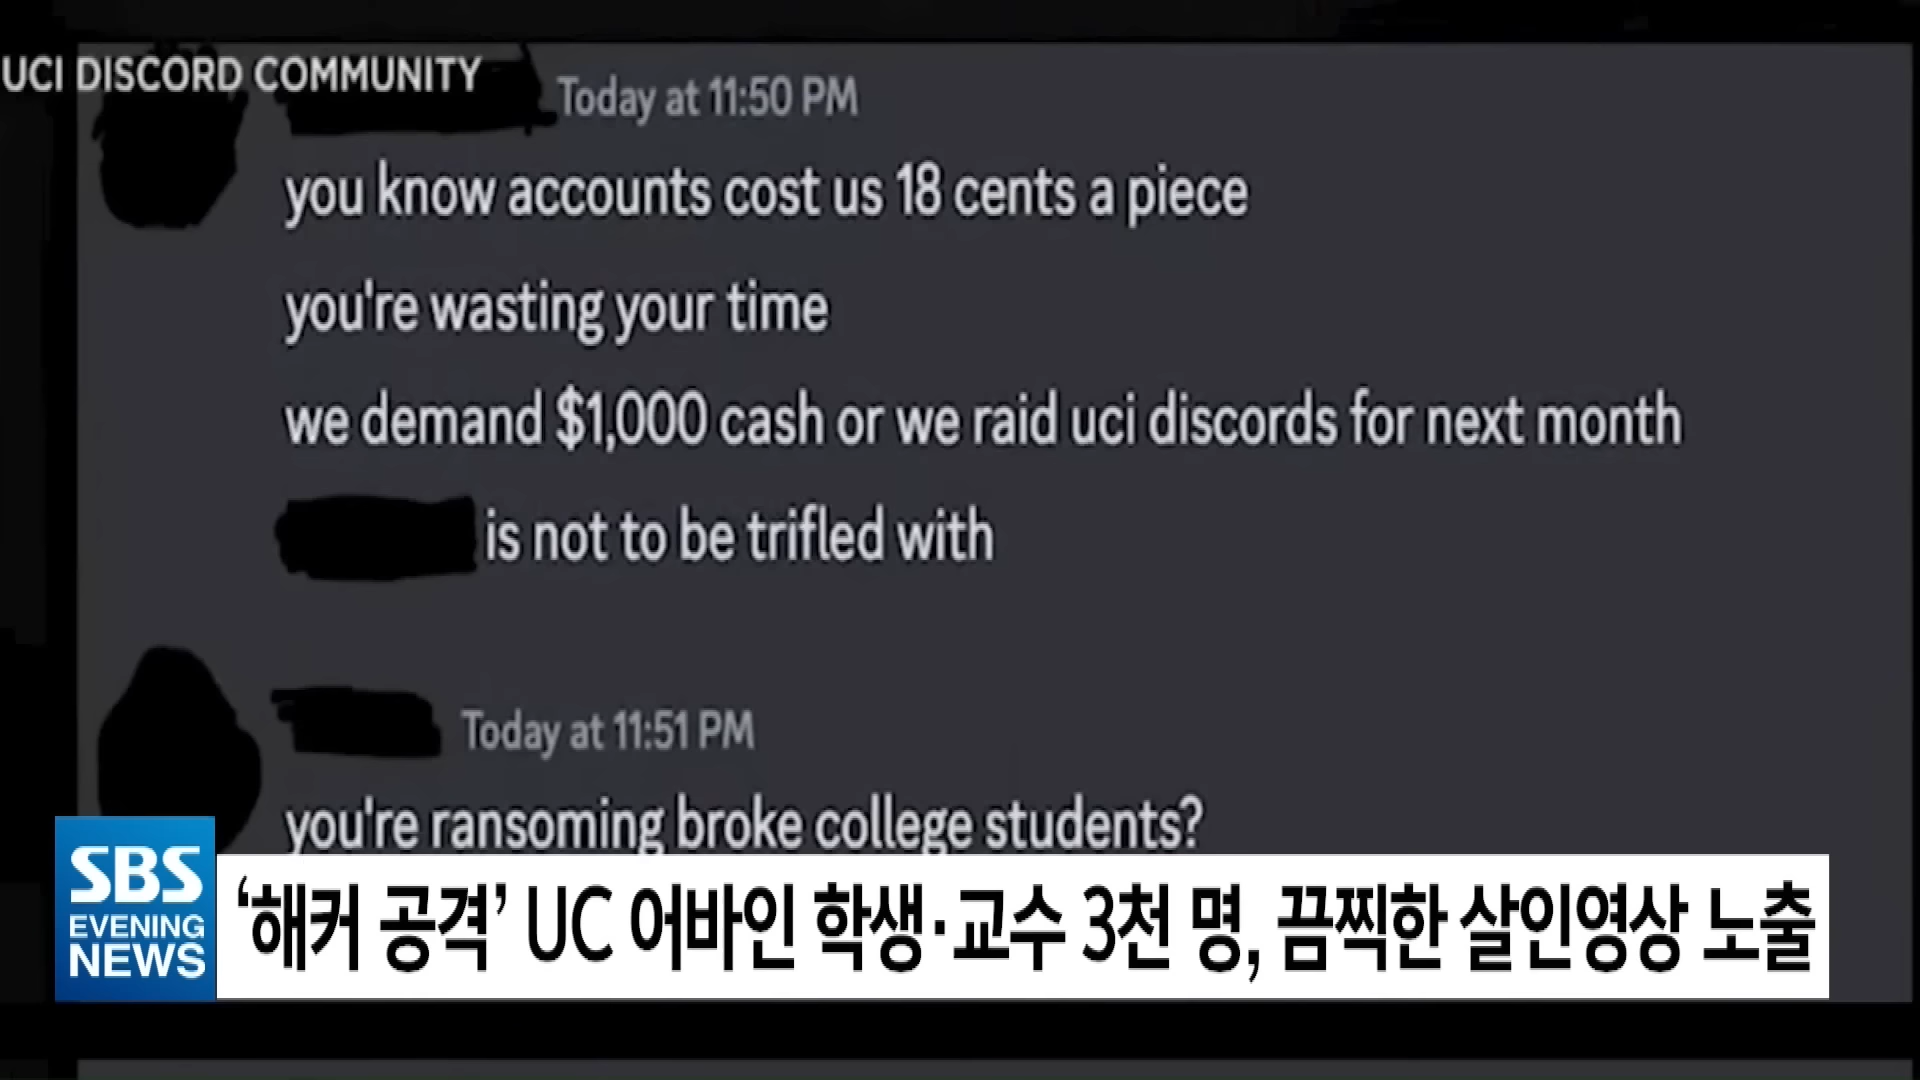 UCI DISCORD COMMUNITY
Today at 11:50 PM
you know accounts cost us 18 cents a piece
you're wasting your time
we demand $1,000 cash or we raid uci discords for next month
is not to be trifled with
Today at 11:51 PM
you're ransoming broke college students?
SBS
EVENING
NEWS
‘해커 공격’ UC 어바인 학생·교수 3천 명, 끔찍한 살인영상 노출